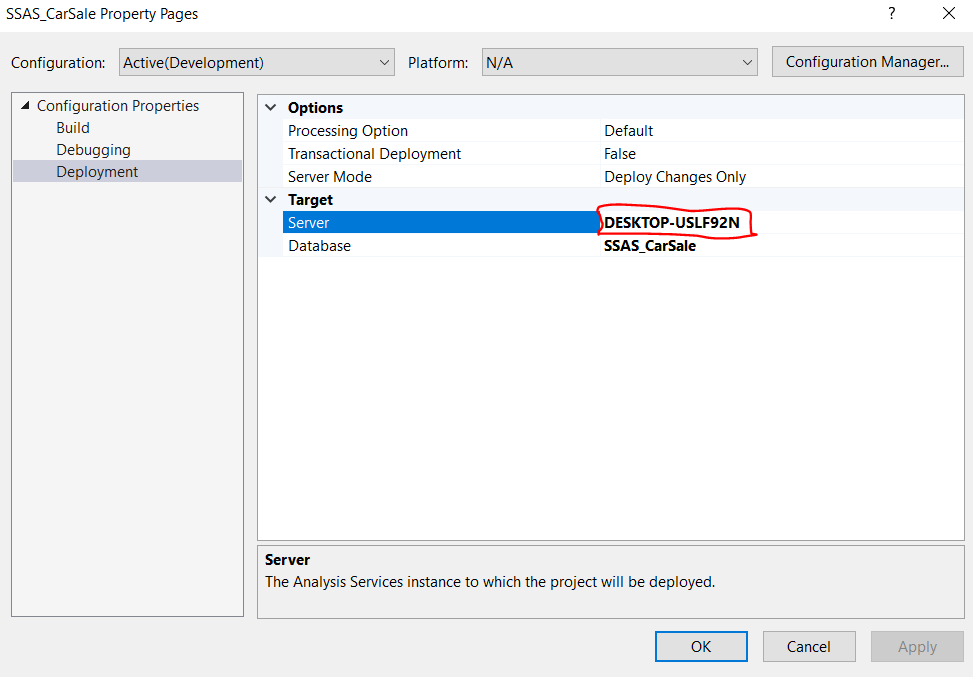 SSAS_CarSale Property Pages
?
Configuration: Active(Development) Platform: N/A Configuration Manager...
Configuration Properties
Build
Debugging
Deployment
Options
Processing Option Default
Transactional Deployment False
Server Mode Deploy Changes Only
Target
Server DESKTOP-USLF92N
Database SSAS_CarSale
Server
The Analysis Services instance to which the project will be deployed.
OK Cancel Apply